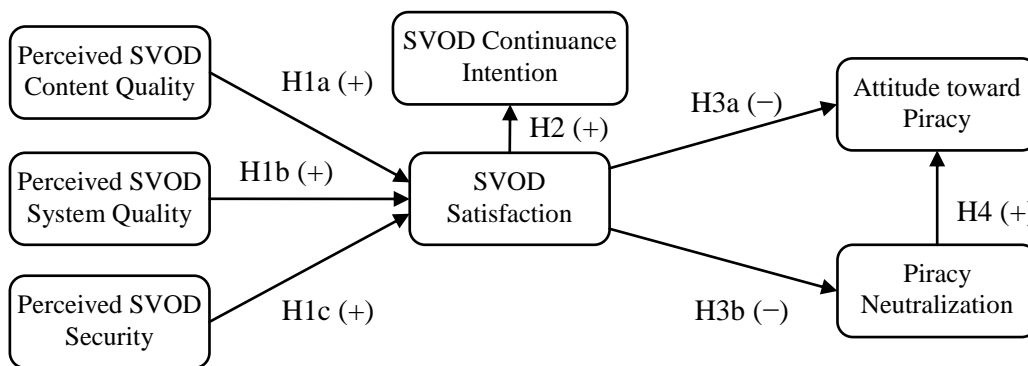 Perceived SVOD
Content Quality
H1a (+)
SVOD Continuance
Intention
H2 (+)
H3a (−)
Attitude toward
Piracy
Perceived SVOD
System Quality
H1b (+)
SVOD
Satisfaction
H4 (+)
Perceived SVOD
Security
H1c (+)
H3b (−)
Piracy
Neutralization